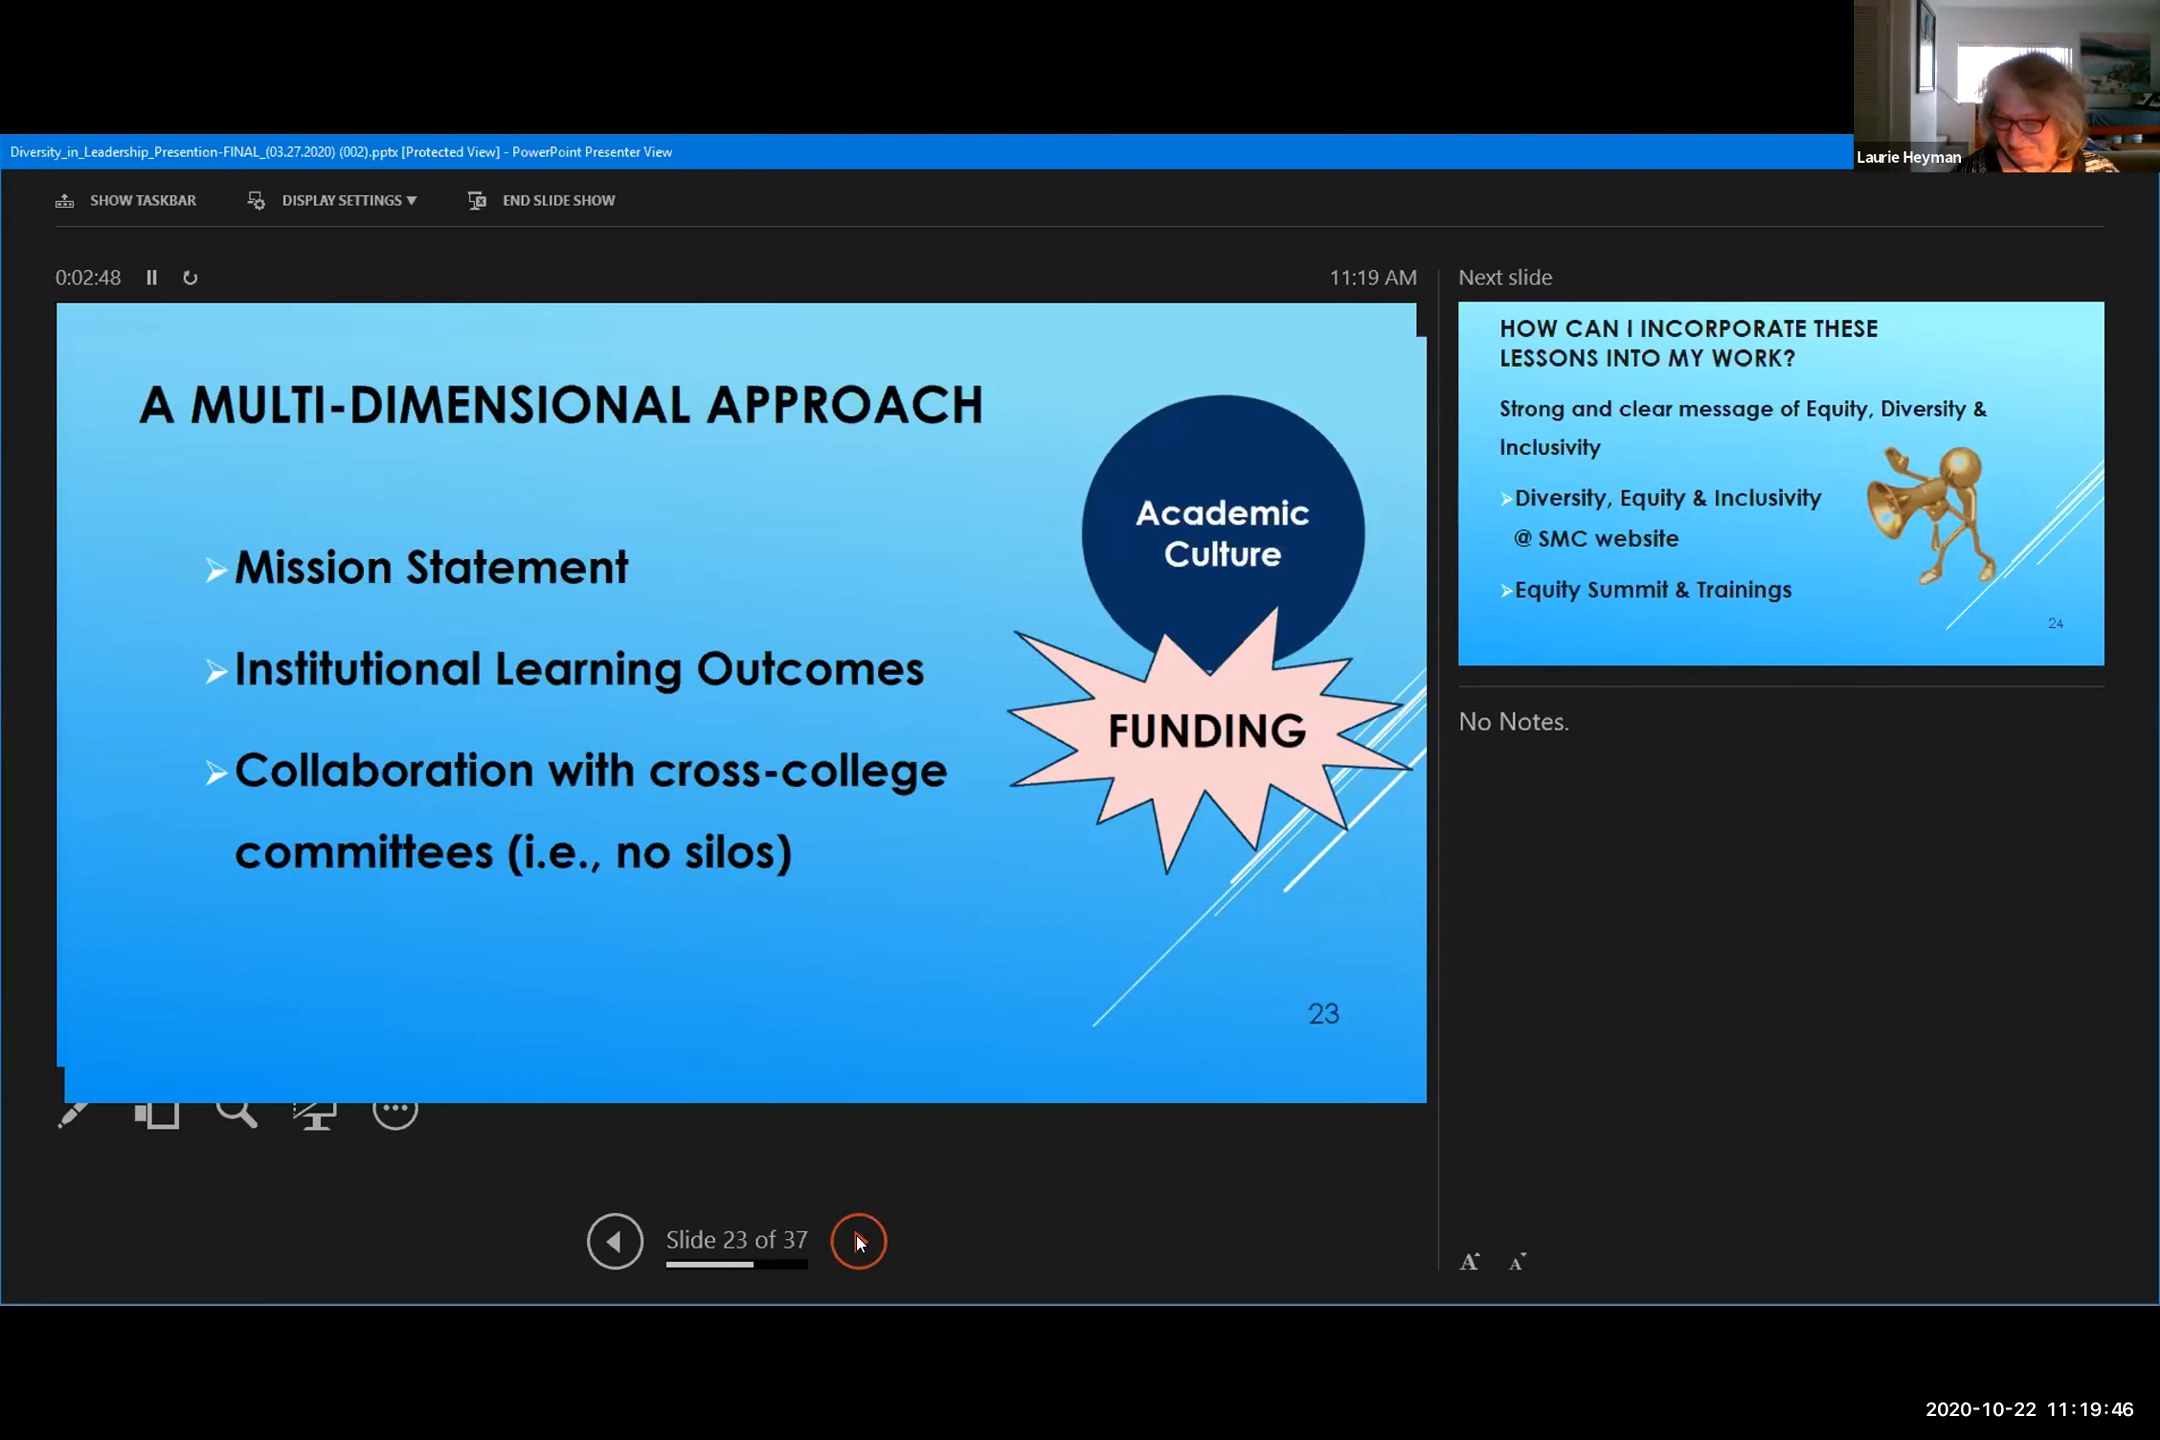 Laurie Heyman
Diversity_in_Leadership_Presention-FINAL_(03.27.2020) (002).pptx [Protected View] - PowerPoint Presenter View
SHOW TASKBAR
DISPLAY SETTINGS
END SLIDE SHOW
0:02:48
11:19 AM
A MULTI-DIMENSIONAL APPROACH
Mission Statement
Institutional Learning Outcomes
Collaboration with cross-college
committees (i.e., no silos)
Academic
Culture
FUNDING
23
Next slide
HOW CAN I INCORPORATE THESE
LESSONS INTO MY WORK?
Strong and clear message of Equity, Diversity &
Inclusivity
Diversity, Equity & Inclusivity
@ SMC website
Equity Summit & Trainings
24
No Notes.
Slide 23 of 37
A A
2020-10-22 11:19:46